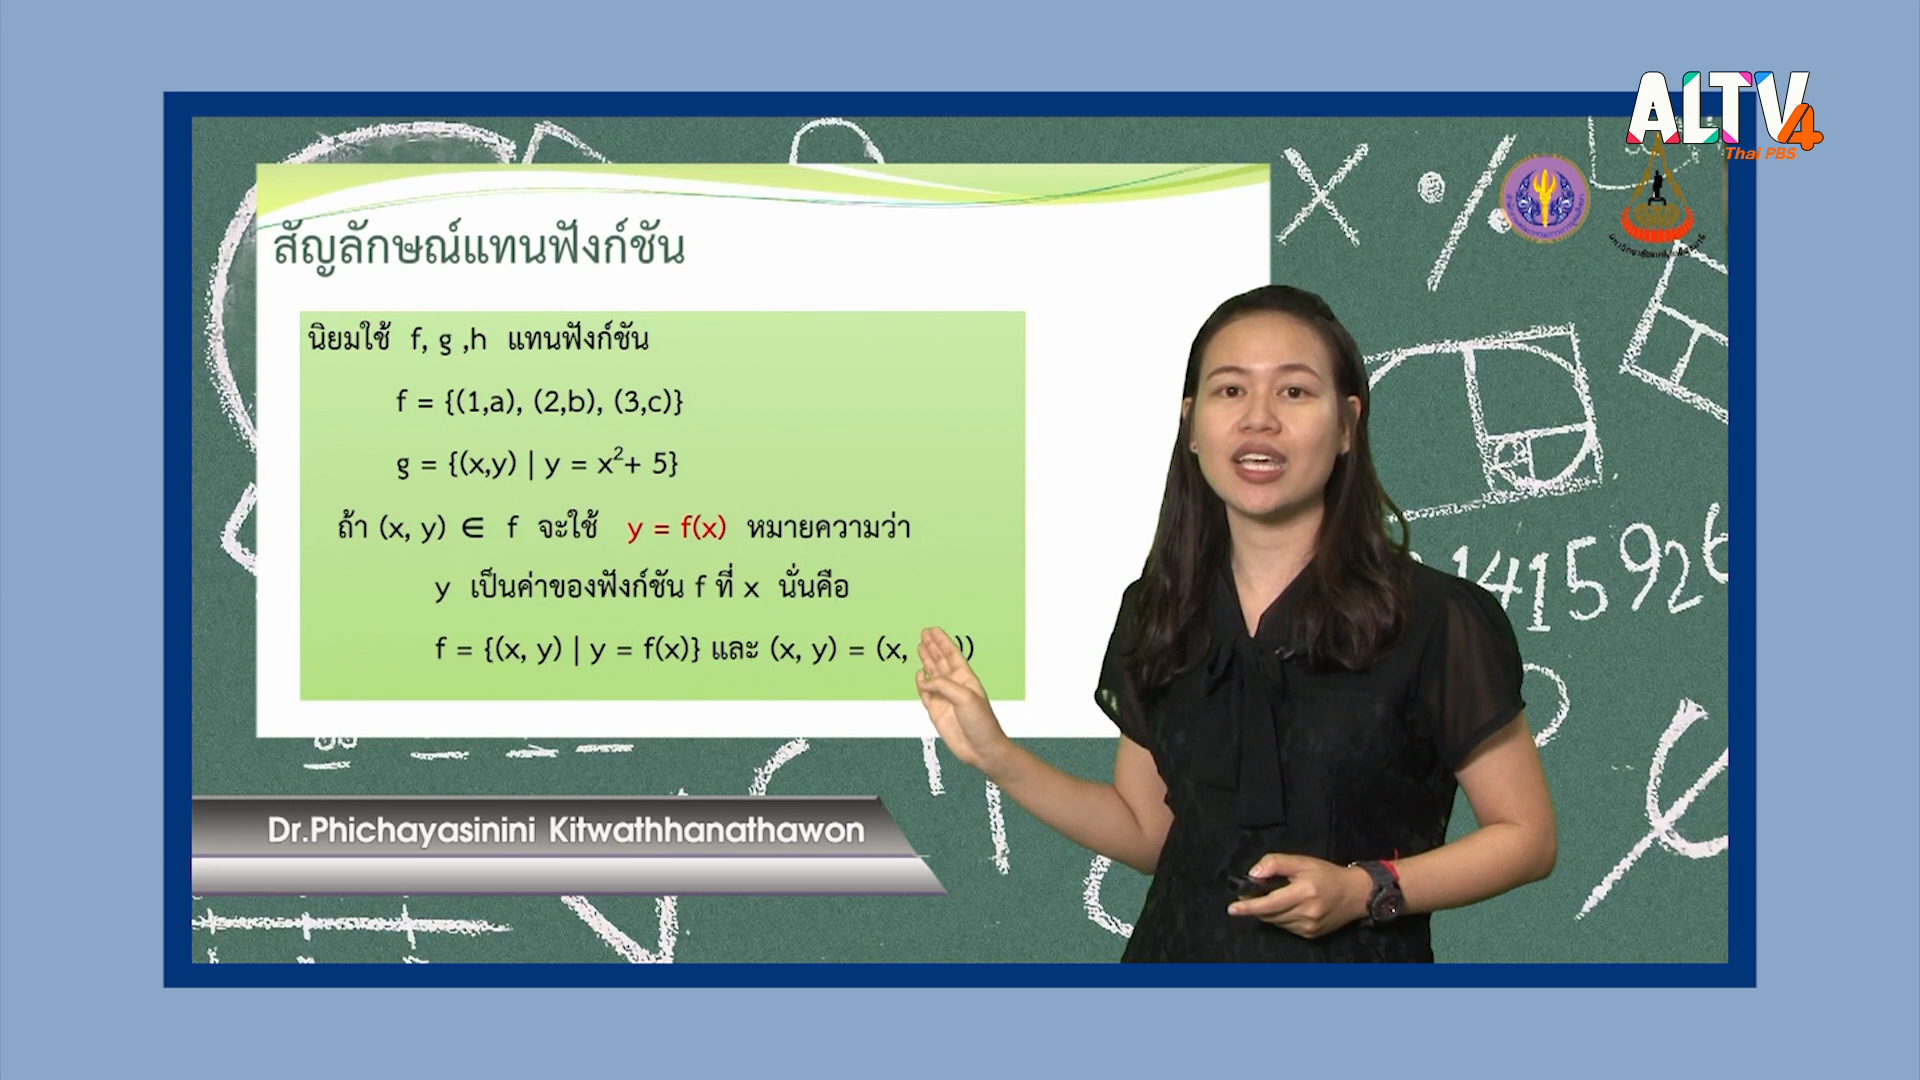 ALTV4
Thai PBS
สัญลักษณ์แทนฟังก์ชัน
นิยมใช้ f, g ,h แทนฟังก์ชัน
f = {(1,a), (2,b), (3,c)}
g = {(x,y) | y = x²+ 5}
ถ้า (x, y) ∈ f จะใช้ y = f(x) หมายความว่า
y เป็นค่าของฟังก์ชัน f ที่ x นั่นคือ
f = {(x, y) | y = f(x)} และ (x, y) = (x, ))
1415926
Dr.Phichayasinini Kitwathhanathawon